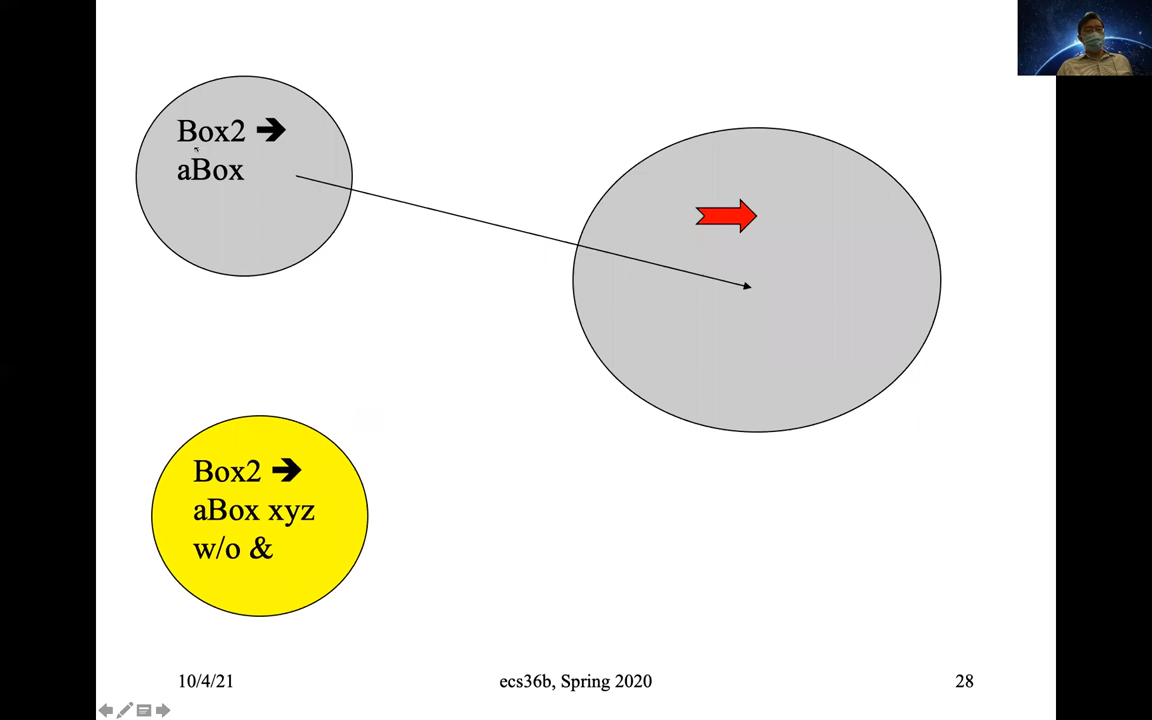 Box2 ➔
aBox
Box2 ➔
aBox xyz
w/o &
10/4/21
ecs36b, Spring 2020
28